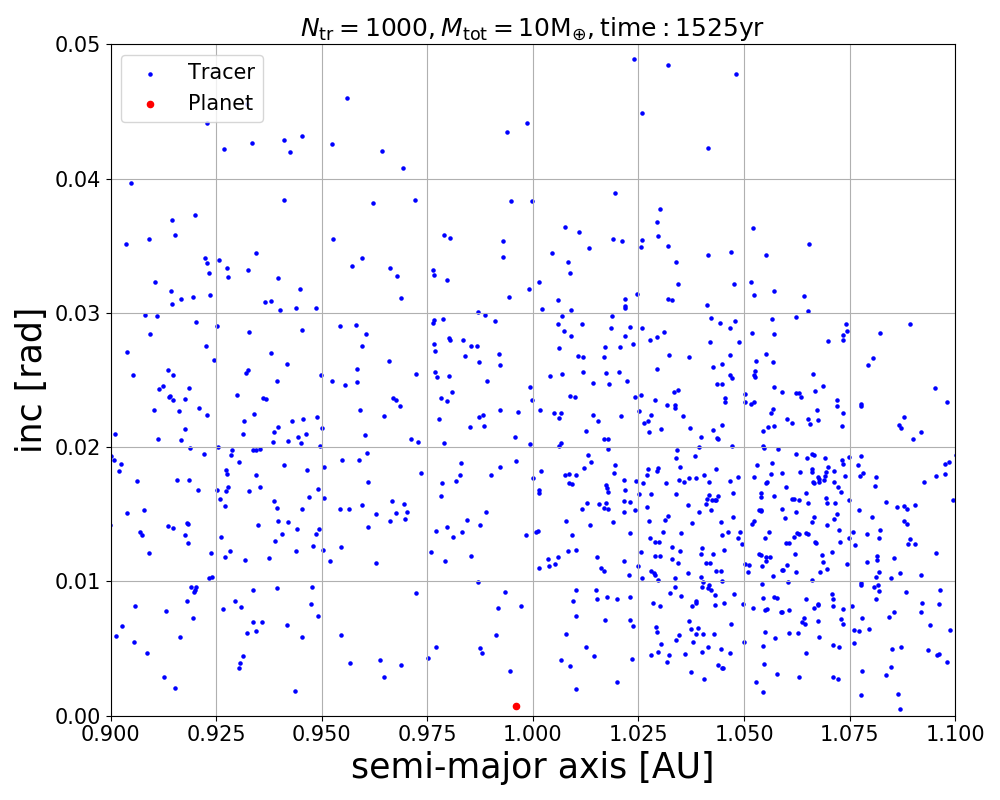 N_tr = 1000, M_tot = 10M_⊕, time : 1525yr
Tracer
Planet
0.05
0.04
0.03
0.02
0.01
0.00
inc [rad]
0.900 0.925 0.950 0.975 1.000 1.025 1.050 1.075 1.100
semi-major axis [AU]